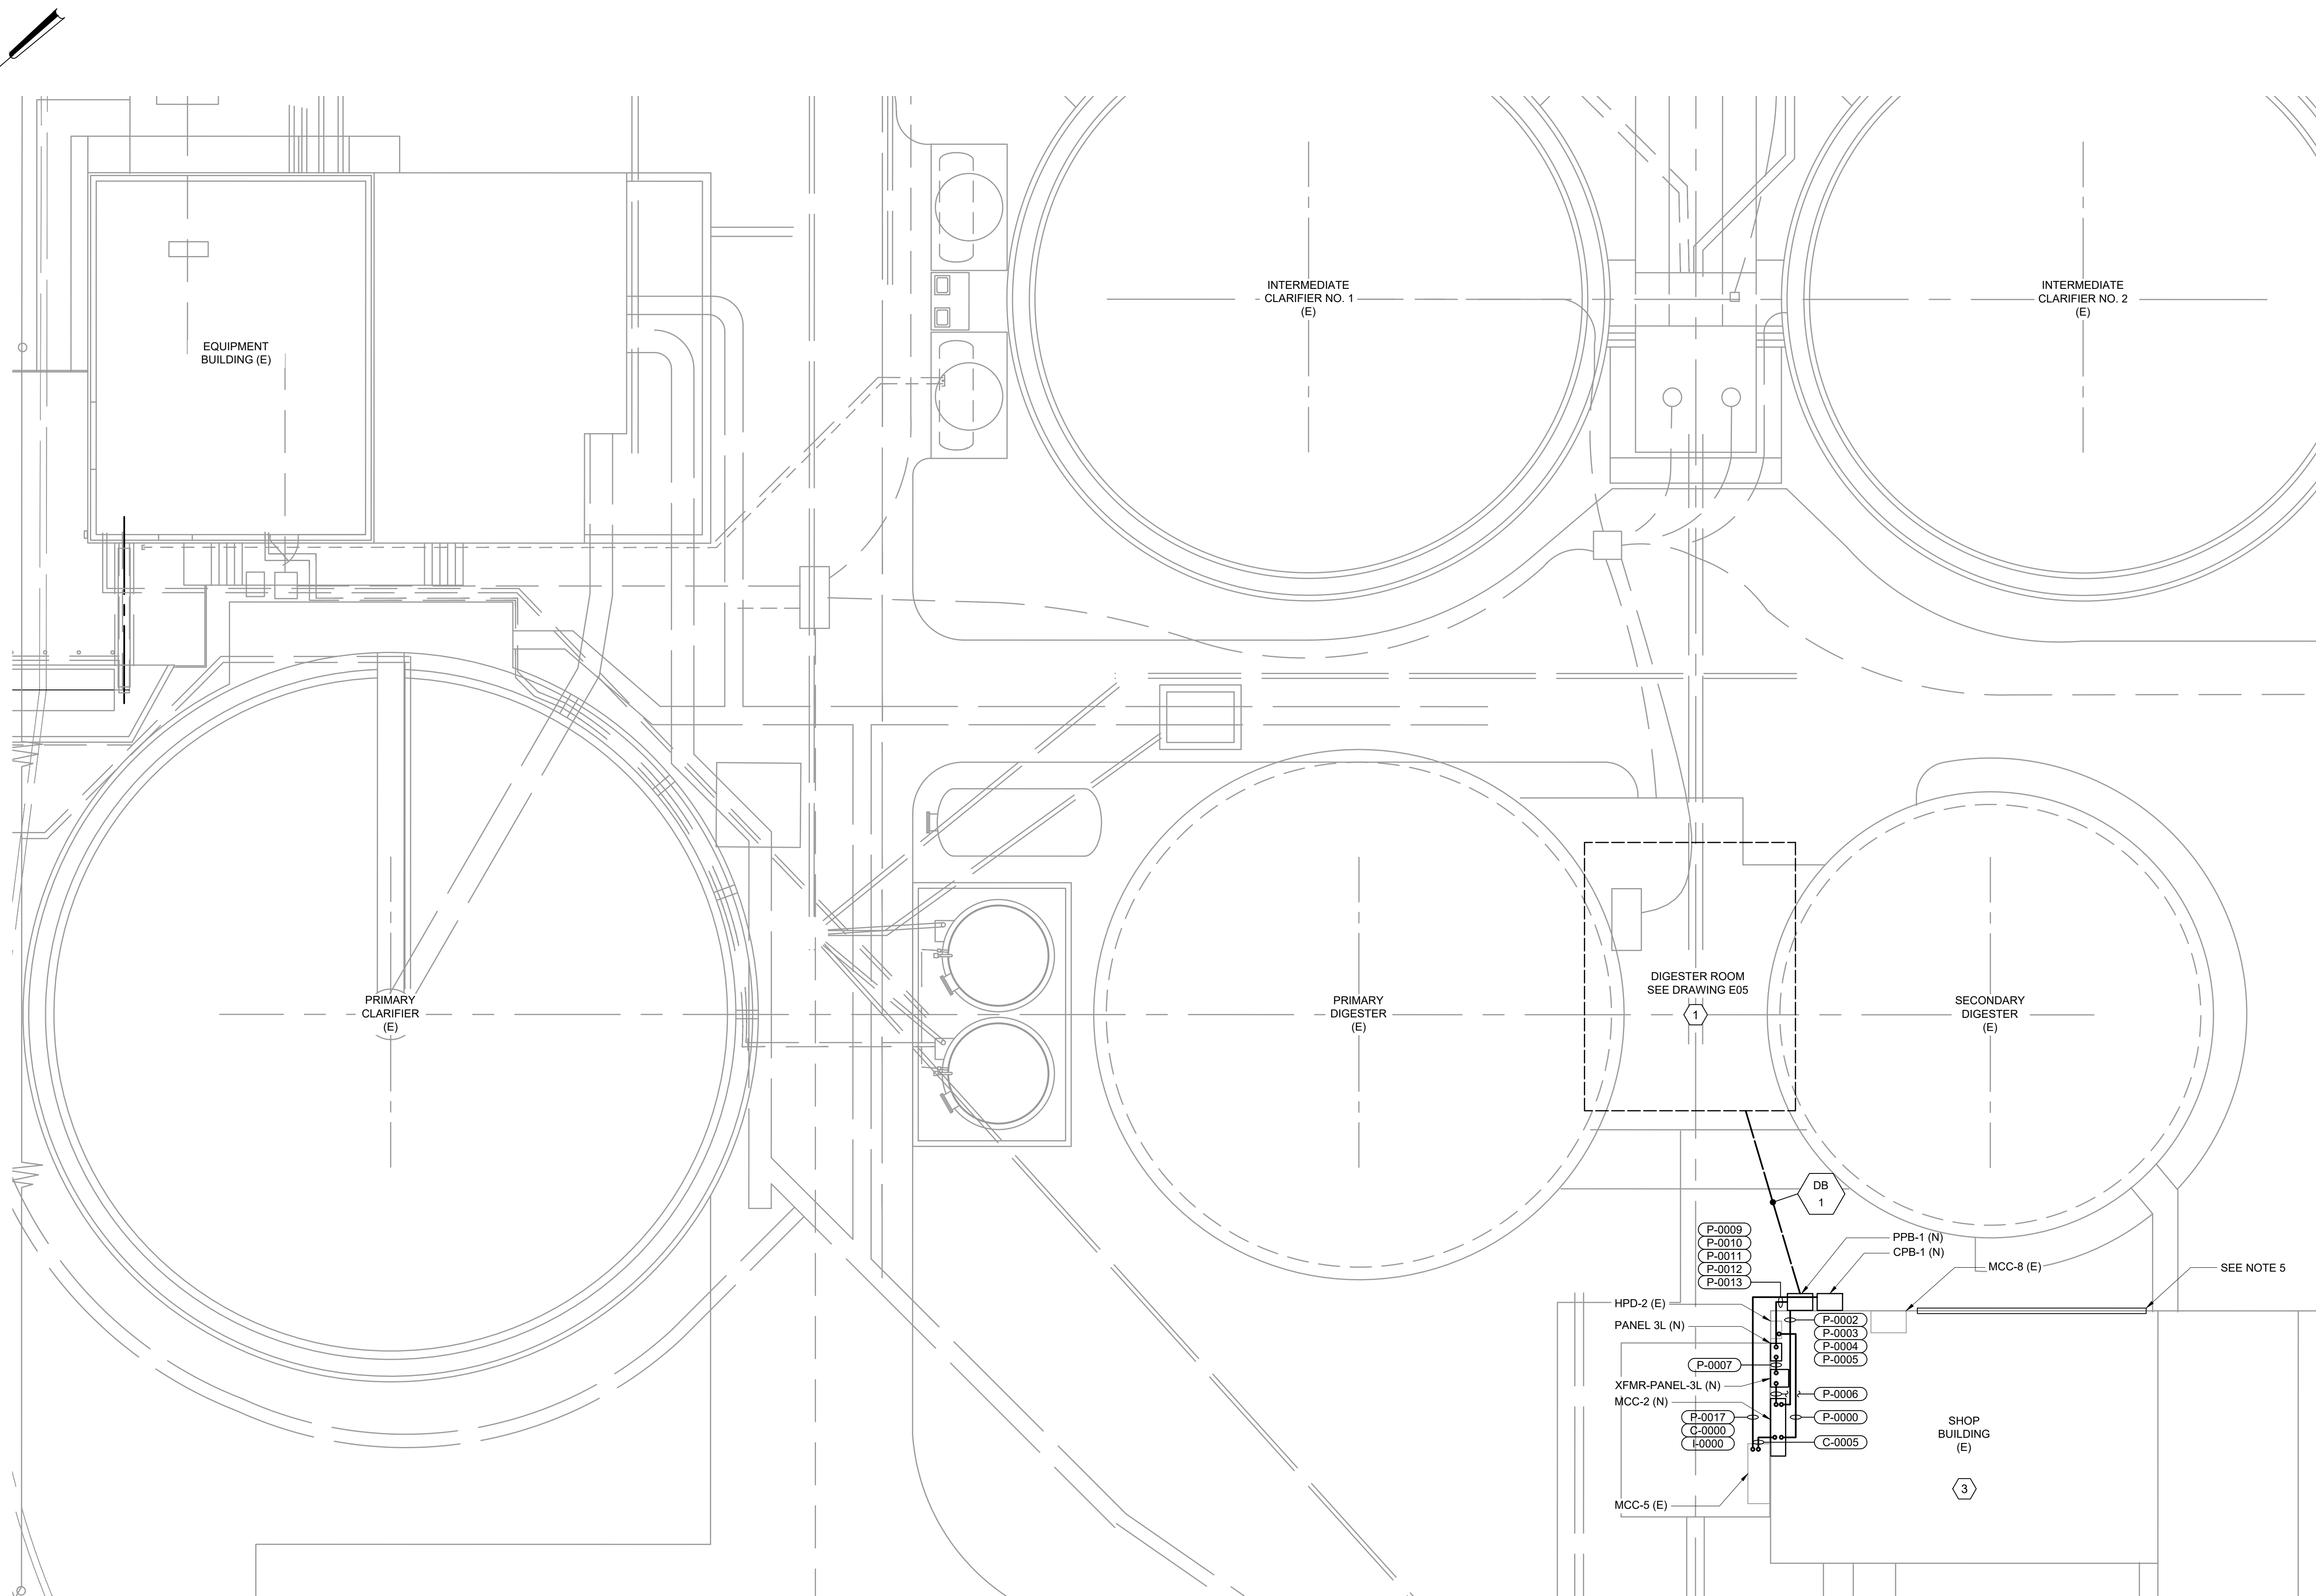 INTERMEDIATE
CLARIFIER NO. 1
(E)
INTERMEDIATE
CLARIFIER NO. 2
(E)
EQUIPMENT
BUILDING (E)
DIGESTER ROOM
SEE DRAWING E05
1
PRIMARY
CLARIFIER
(E)
PRIMARY
DIGESTER
(E)
SECONDARY
DIGESTER
(E)
DB
1
P-0009
P-0010
P-0011
P-0012
P-0013
PPB-1 (N)
CPB-1 (N)
MCC-8 (E)
SEE NOTE 5
HPD-2 (E)
PANEL 3L (N)
P-0007
XFMR-PANEL-3L (N)
MCC-2 (N)
P-0017
C-0000
I-0000
MCC-5 (E)
P-0002
P-0003
P-0004
P-0005
P-0006
P-0000
C-0005
SHOP
BUILDING
(E)
3